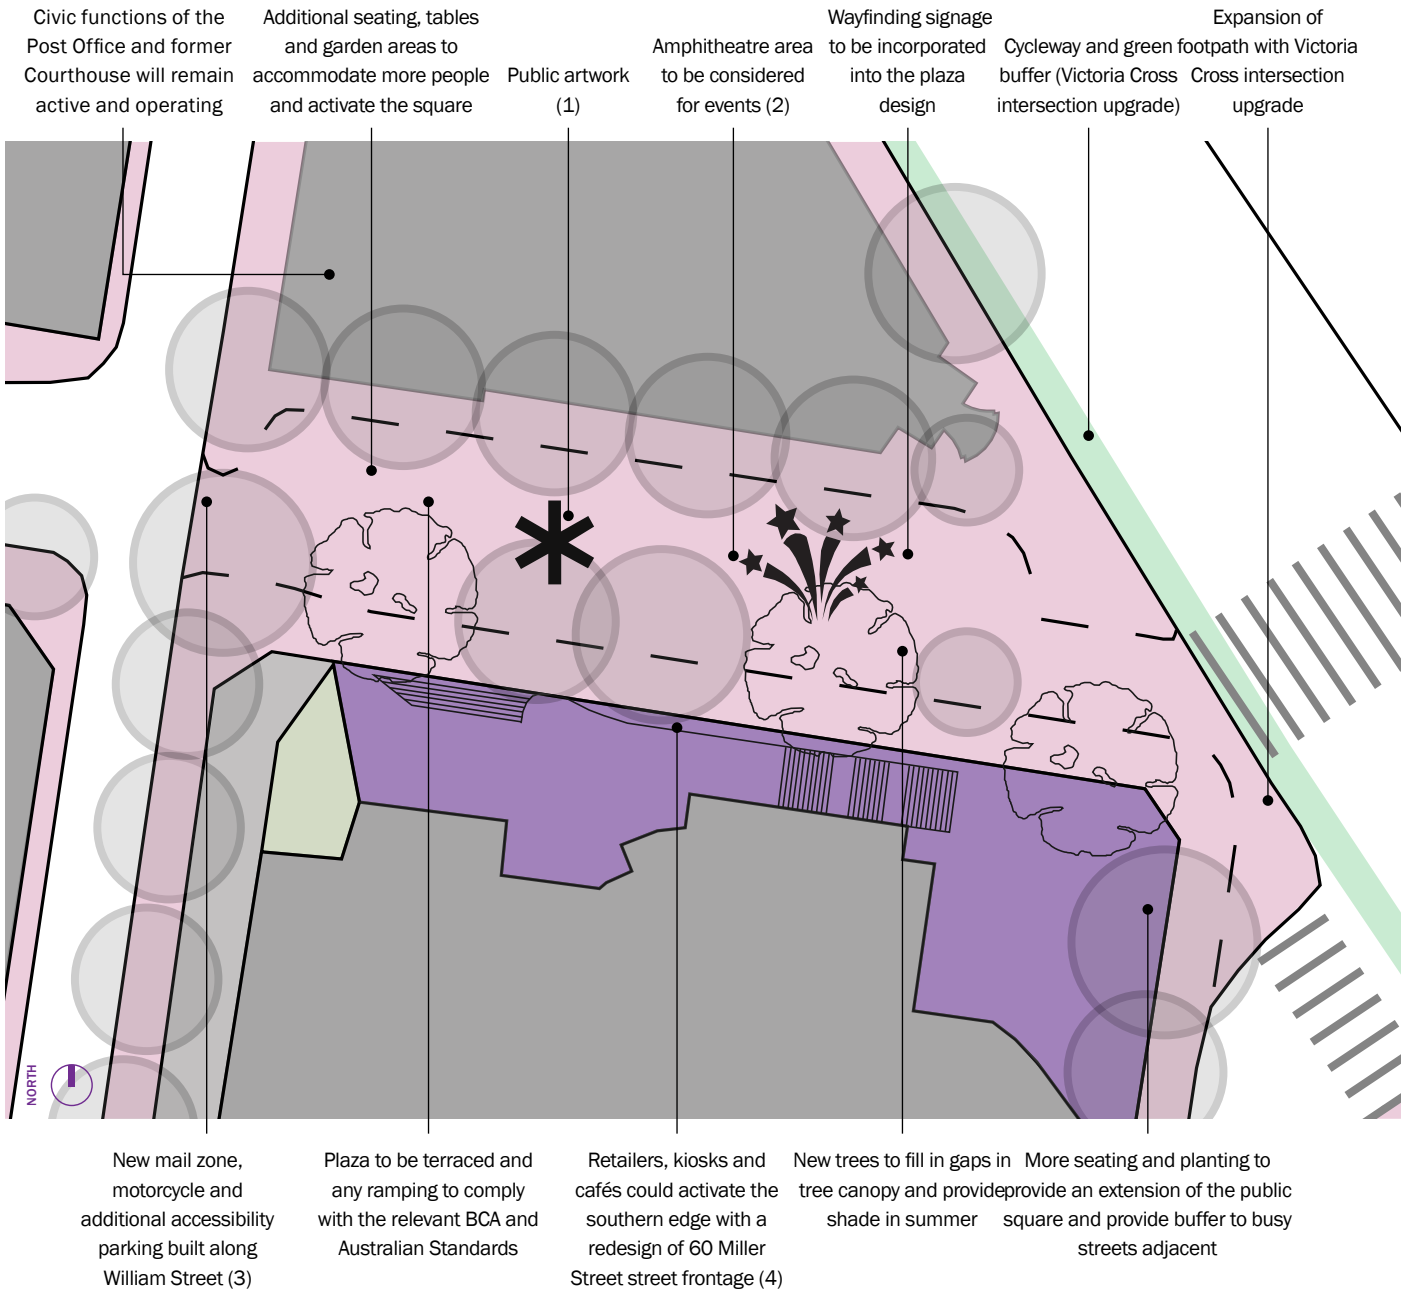 Civic functions of the
Post Office and former
Courthouse will remain
active and operating
Additional seating, tables
and garden areas to
accommodate more people
and activate the square
Public artwork
(1)
Amphitheatre area
to be considered
for events (2)
Wayfinding signage
to be incorporated
into the plaza
design
Cycleway and green
buffer (Victoria Cross
intersection upgrade)
Expansion of
footpath with Victoria
Cross intersection
upgrade
NORTH
New mail zone,
motorcycle and
additional accessibility
parking built along
William Street (3)
Plaza to be terraced and
any ramping to comply
with the relevant BCA and
Australian Standards
Retailers, kiosks and
cafés could activate the
southern edge with a
redesign of 60 Miller
Street street frontage (4)
New trees to fill in gaps in
tree canopy and provide
shade in summer
More seating and planting to
provide an extension of the public
square and provide buffer to busy
streets adjacent